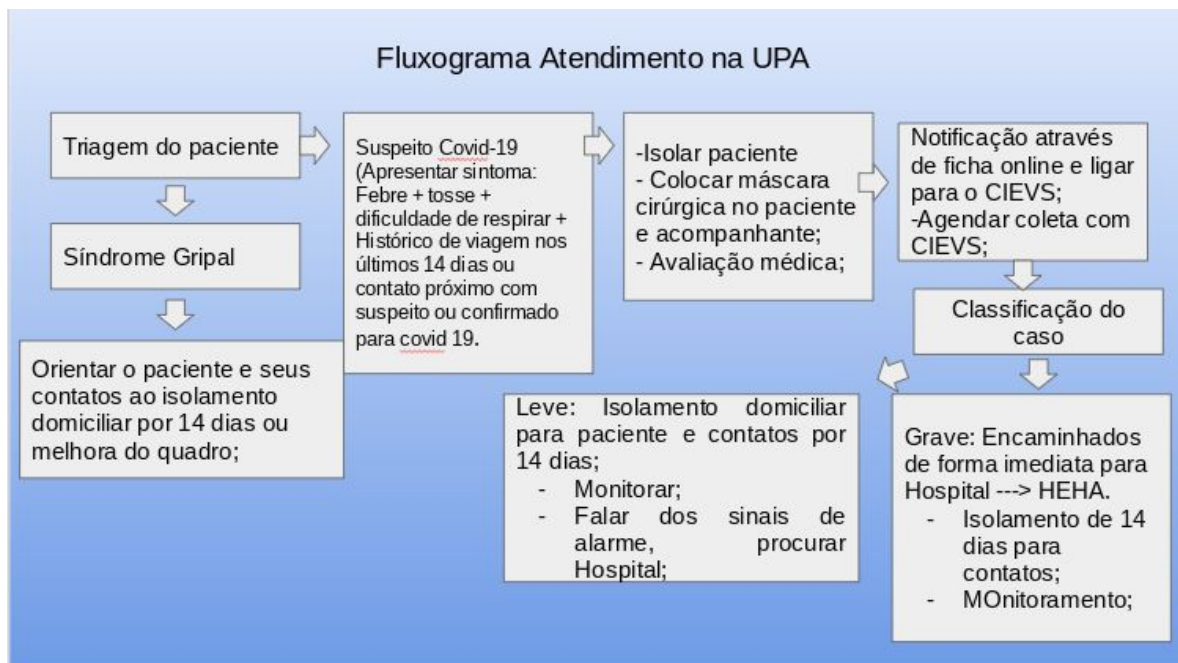 Fluxograma Atendimento na UPA
Triagem do paciente
Síndrome Gripal
Orientar o paciente e seus
contatos ao isolamento
domiciliar por 14 dias ou
melhora do quadro;
Suspeito Covid-19
(Apresentar sintoma:
Febre + tosse +
dificuldade de respirar +
Histórico de viagem nos
últimos 14 dias ou
contato próximo com
suspeito ou confirmado
para covid 19.
-Isolar paciente
- Colocar máscara
cirúrgica no paciente
e acompanhante;
- Avaliação médica;
Notificação através
de ficha online e ligar
para o CIEVS;
-Agendar coleta com
CIEVS;
Classificação do
caso
Leve: Isolamento domiciliar
para paciente e contatos por
14 dias;
- Monitorar;
- Falar dos sinais de
alarme, procurar
Hospital;
Grave: Encaminhados
de forma imediata para
Hospital ---> HEHA.
- Isolamento de 14
dias para
contatos;
- MOnitoramento;